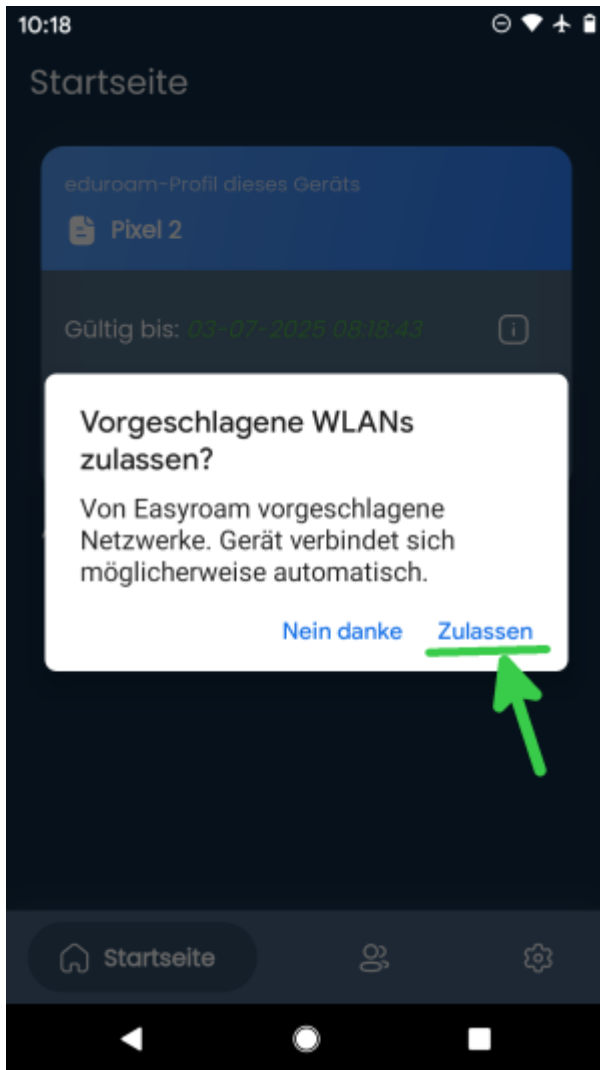 10:18
Startseite
eduroam-Profil dieses Geräts
Pixel 2
Gültig bis: 03-07-2025 08:18:43
Vorgeschlagene WLANs
zulassen?
Von Easyroam vorgeschlagene
Netzwerke. Gerät verbindet sich
möglicherweise automatisch.
Nein danke Zulassen
Startseite